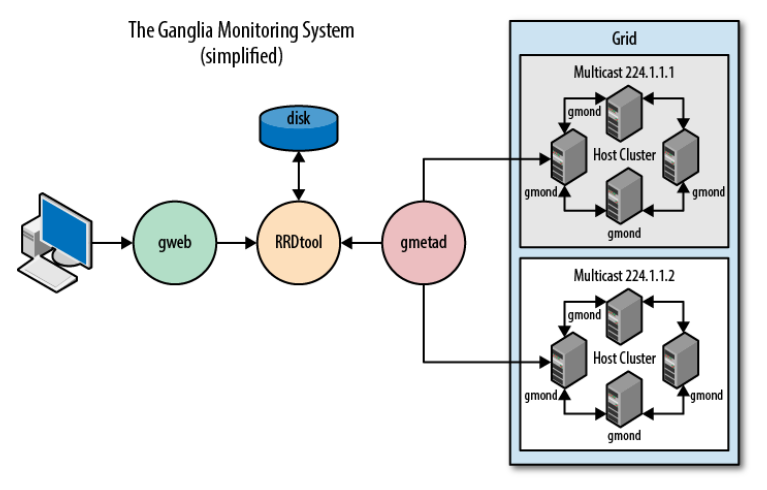 The Ganglia Monitoring System
(simplified)
disk
gweb
RRDtool
gmetad
Grid
Multicast 224.1.1.1
gmond
Host Cluster
gmond
gmond
gmond
Multicast 224.1.1.2
gmond
Host Cluster
gmond
gmond
gmond